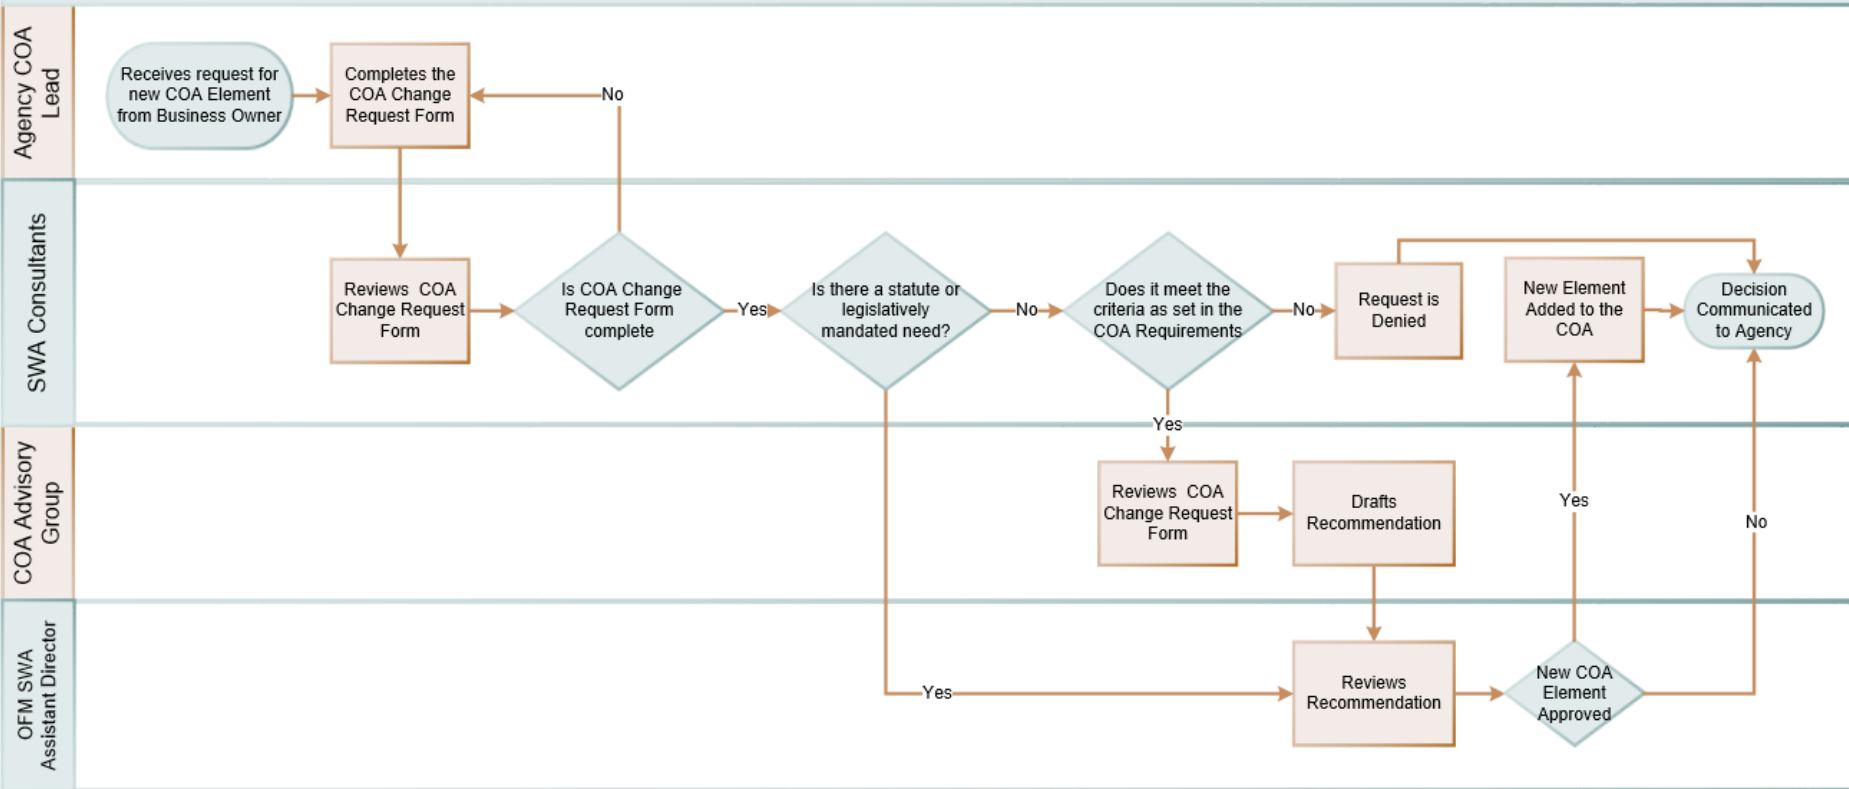 Agency COA
Lead
Receives request for
new COA Element
from Business Owner
Completes the
COA Change
Request Form
No
SWA Consultants
Reviews COA
Change Request
Form
Is COA Change
Request Form
complete
Yes
Is there a statute or
legislatively
mandated need?
No
Does it meet the
criteria as set in the
COA Requirements
No
Request is
Denied
New Element
Added to the
COA
Decision
Communicated
to Agency
Yes
COA Advisory
Group
Reviews COA
Change Request
Form
Drafts
Recommendation
Yes
No
OFM SWA
Assistant Director
Yes
Reviews
Recommendation
New COA
Element
Approved